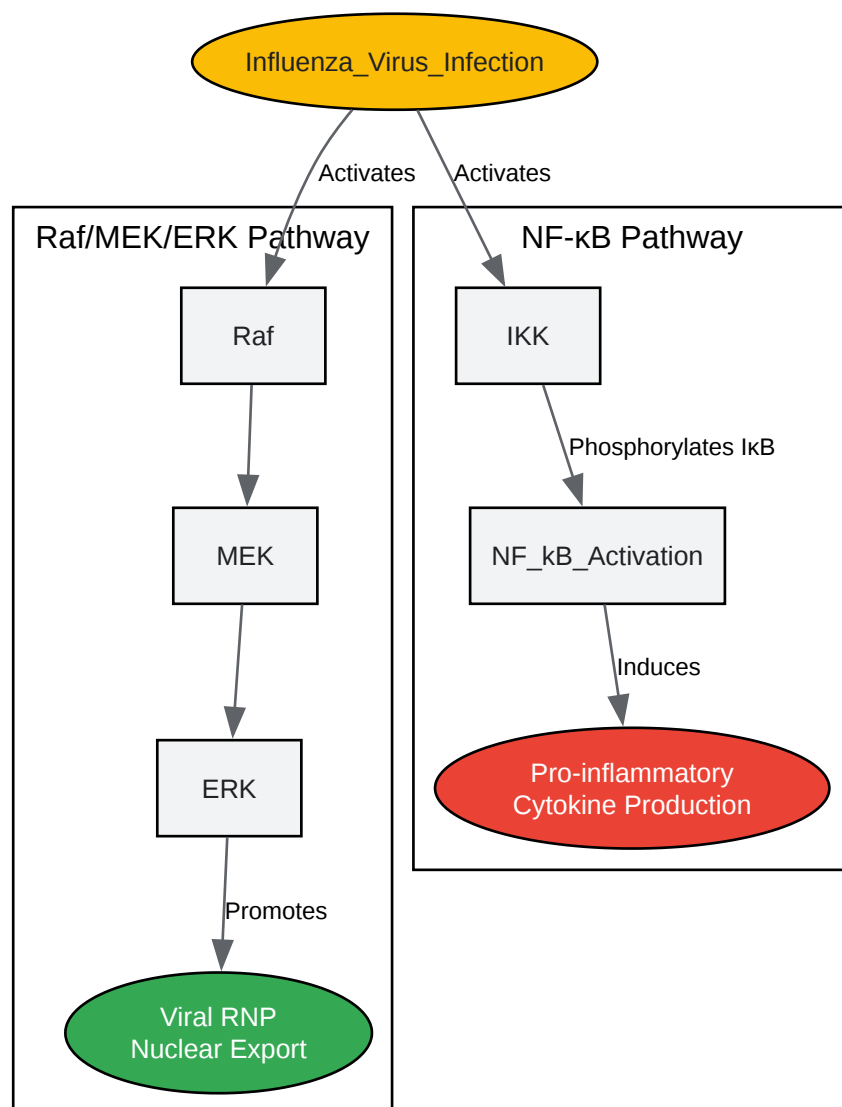 Influenza_Virus_Infection
Activates
Activates
Raf/MEK/ERK Pathway
Raf
MEK
ERK
Promotes
Viral RNP
Nuclear Export
NF-κB Pathway
IKK
Phosphorylates IκB
NF_kB_Activation
Induces
Pro-inflammatory
Cytokine Production